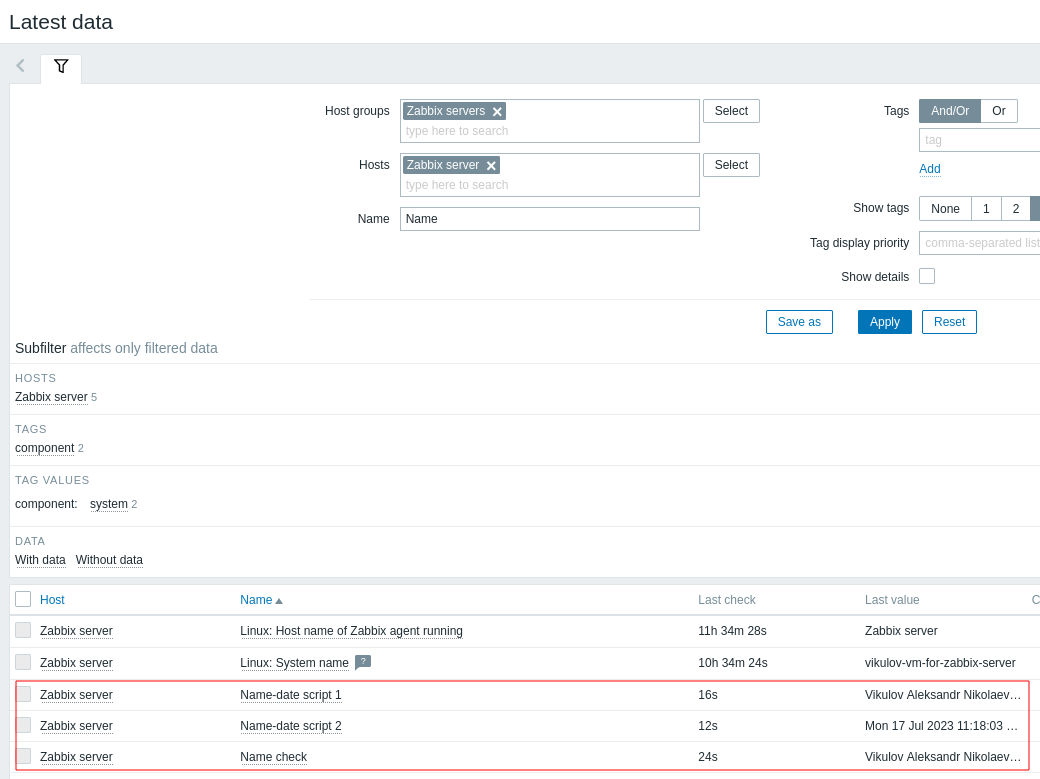 Latest data
Host groups Zabbix servers Select Tags And/Or Or
type here to search tag
Hosts Zabbix server Select Add
type here to search
Name Name Show tags None 1 2
Tag display priority comma-separated list
Show details
Save as Apply Reset
Subfilter affects only filtered data
HOSTS
Zabbix server 5
TAGS
component 2
TAG VALUES
component: system 2
DATA
With data Without data
Host Name Last check Last value C
Zabbix server Linux: Host name of Zabbix agent running 11h 34m 28s Zabbix server
Zabbix server Linux: System name ? 10h 34m 24s vikulov-vm-for-zabbix-server
Zabbix server Name-date script 1 16s Vikulov Aleksandr Nikolaev…
Zabbix server Name-date script 2 12s Mon 17 Jul 2023 11:18:03 …
Zabbix server Name check 24s Vikulov Aleksandr Nikolaev…